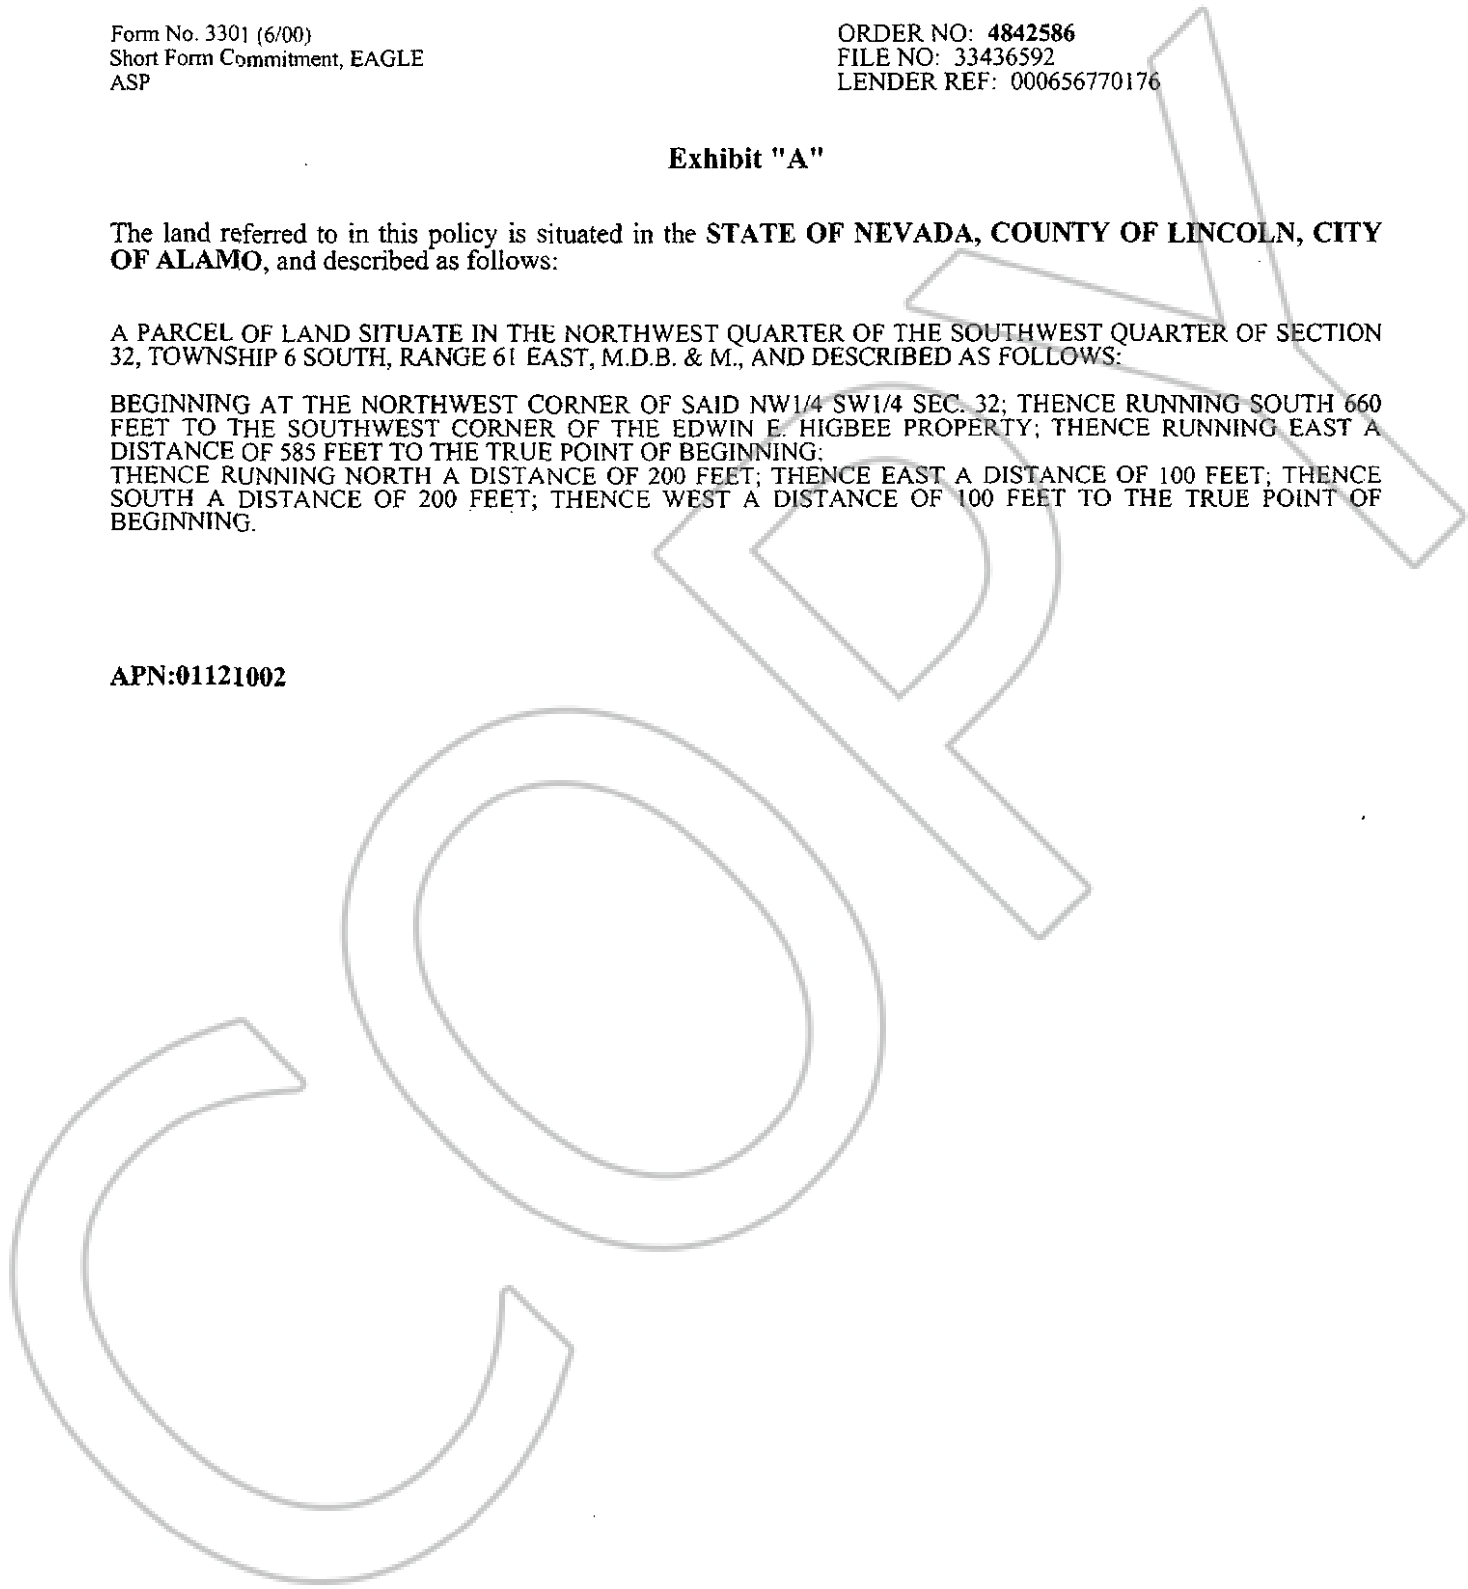 Form No. 3301 (6/00)
Short Form Commitment, EAGLE
ASP
ORDER NO: 4842586
FILE NO: 33436592
LENDER REF: 000656770176
Exhibit "A"
The land referred to in this policy is situated in the STATE OF NEVADA, COUNTY OF LINCOLN, CITY
OF ALAMO, and described as follows:
A PARCEL OF LAND SITUATE IN THE NORTHWEST QUARTER OF THE SOUTHWEST QUARTER OF SECTION
32, TOWNSHIP 6 SOUTH, RANGE 61 EAST, M.D.B. & M., AND DESCRIBED AS FOLLOWS:
BEGINNING AT THE NORTHWEST CORNER OF SAID NW1/4 SW1/4 SEC. 32; THENCE RUNNING SOUTH 660
FEET TO THE SOUTHWEST CORNER OF THE EDWIN E. HIGBEE PROPERTY; THENCE RUNNING EAST A
DISTANCE OF 585 FEET TO THE TRUE POINT OF BEGINNING;
THENCE RUNNING NORTH A DISTANCE OF 200 FEET; THENCE EAST A DISTANCE OF 100 FEET; THENCE
SOUTH A DISTANCE OF 200 FEET; THENCE WEST A DISTANCE OF 100 FEET TO THE TRUE POINT OF
BEGINNING.
APN:01121002
COPY